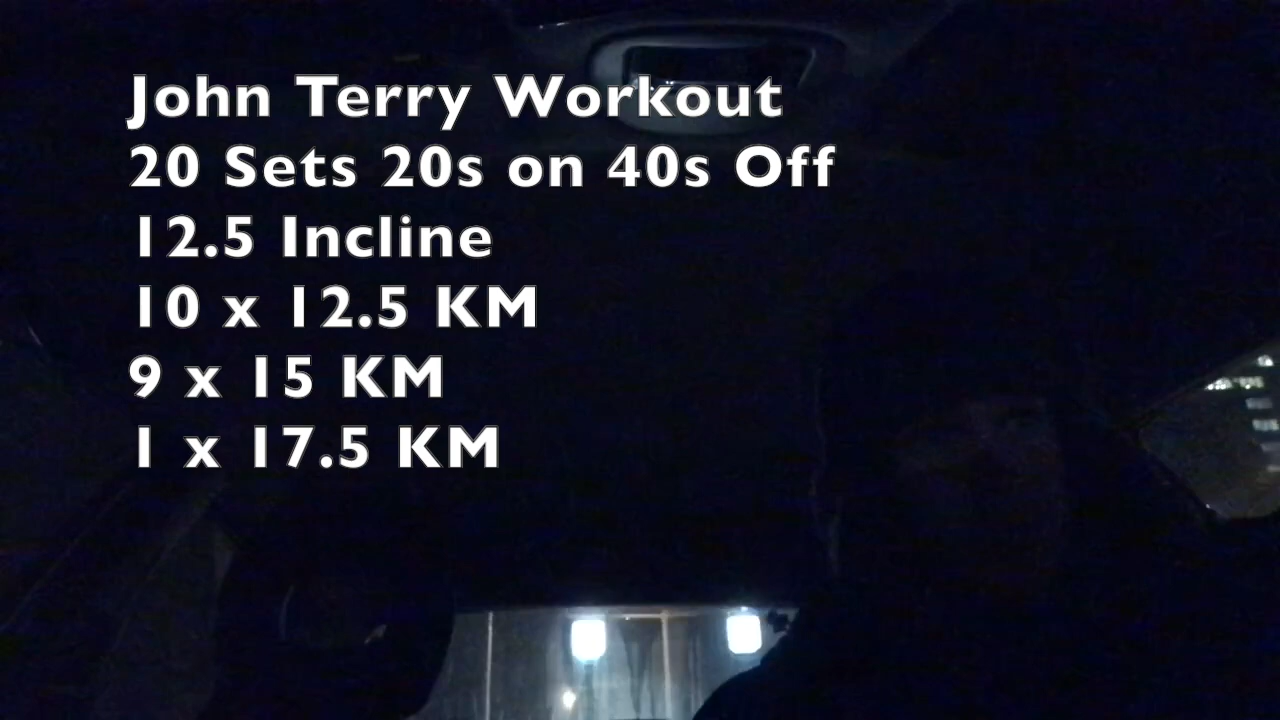 John Terry Workout
20 Sets 20s on 40s Off
12.5 Incline
10 x 12.5 KM
9 x 15 KM
1 x 17.5 KM